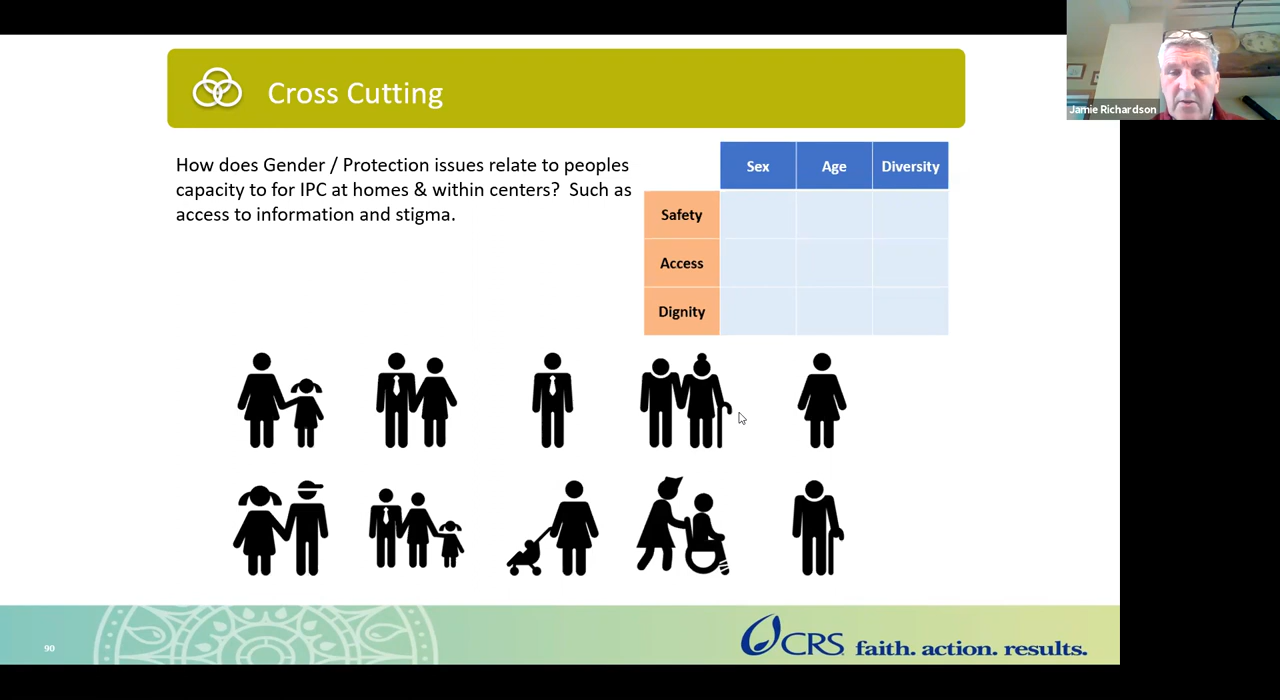 Jamie Richardson
Cross Cutting
How does Gender / Protection issues relate to peoples
capacity to for IPC at homes & within centers? Such as
access to information and stigma.
Sex Age Diversity
Safety
Access
Dignity
90
CRS faith. action. results.